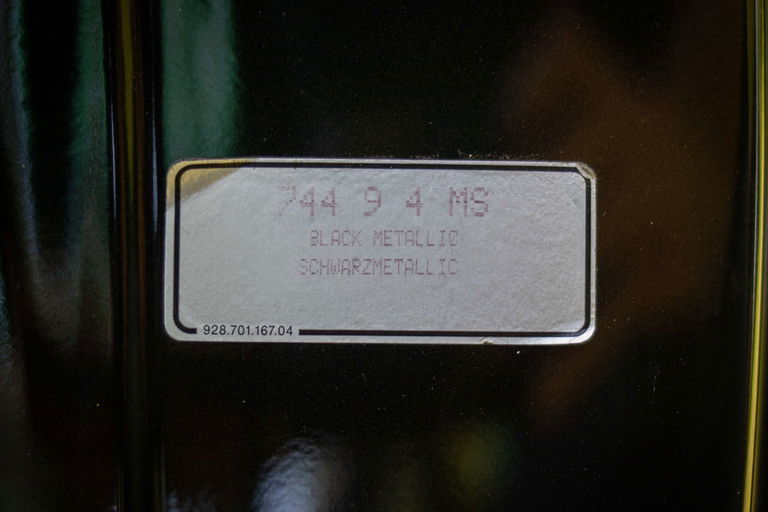 744 9 4 MS
BLACK METALLIC
SCHWARZMETALLIC
928.701.167.04